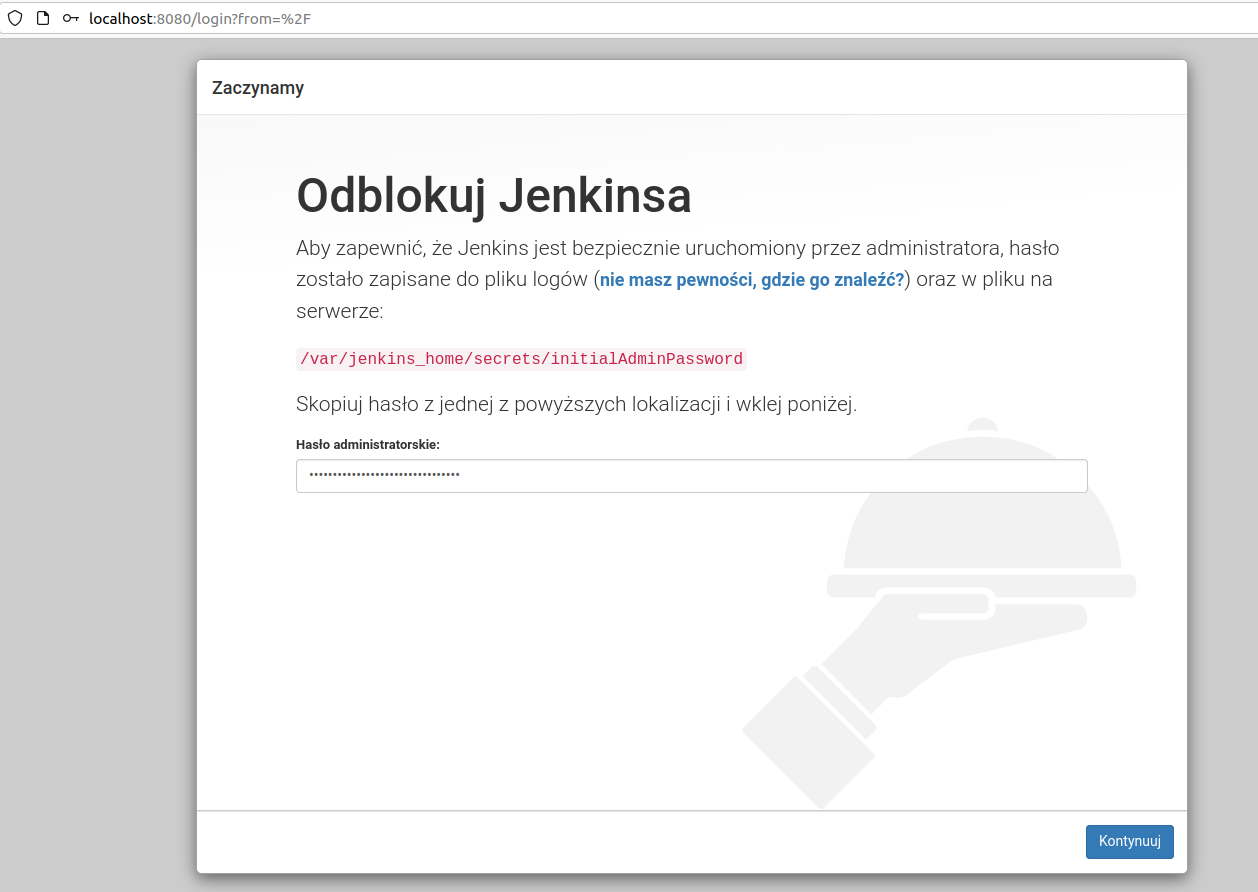 localhost:8080/login?from=%2F
Zaczynamy
Odblokuj Jenkinsa
Aby zapewnić, że Jenkins jest bezpiecznie uruchomiony przez administratora, hasło
zostało zapisane do pliku logów (nie masz pewności, gdzie go znaleźć?) oraz w pliku na
serwerze:
/var/jenkins_home/secrets/initialAdminPassword
Skopiuj hasło z jednej z powyższych lokalizacji i wklej poniżej.
Hasło administratorskie:
••••••••••••••••••••••••••••••••
Kontynuuj